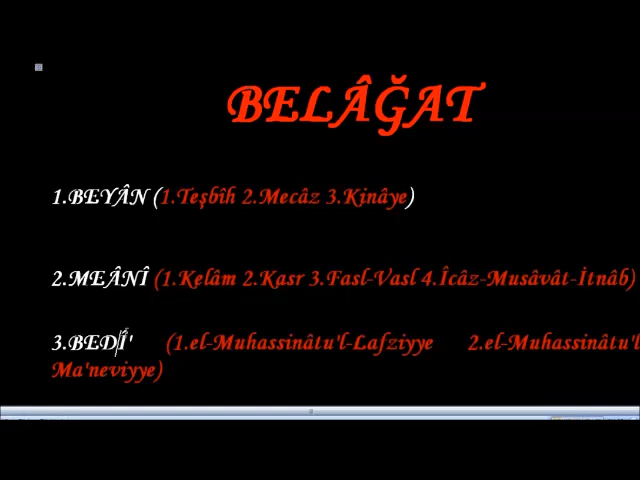 BELÂĞAT
1.BEYÂN (1.Teşbîh 2.Mecâz 3.Kinâye)
2.MEÂNÎ (1.Kelâm 2.Kasr 3.Fasl-Vasl 4.Îcâz-Musâvât-İtnâb)
3.BEDÎ' (1.el-Muhassinâtu'l-Lafziyye 2.el-Muhassinâtu'l
Ma'neviyye)